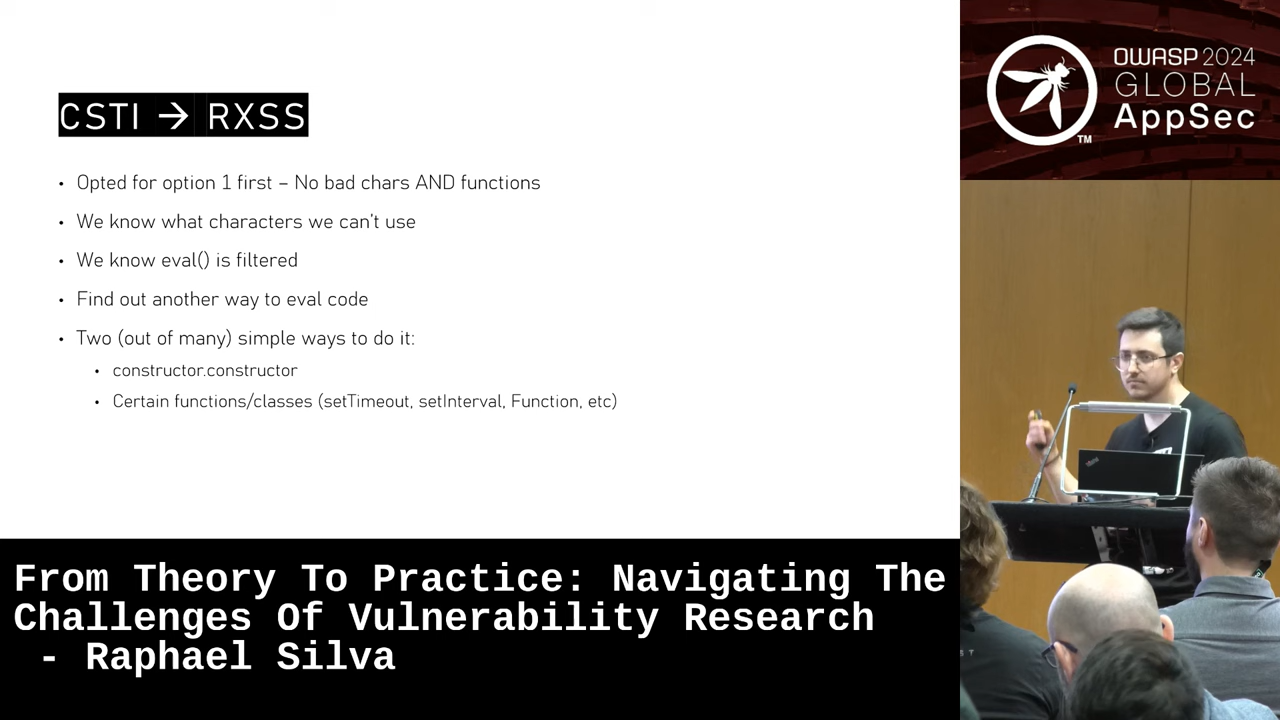 CSTI → RXSS
• Opted for option 1 first – No bad chars AND functions
• We know what characters we can't use
• We know eval() is filtered
• Find out another way to eval code
• Two (out of many) simple ways to do it:
• constructor.constructor
• Certain functions/classes (setTimeout, setInterval, Function, etc)
OWASP 2024
GLOBAL
AppSec
TM
From Theory To Practice: Navigating The
Challenges Of Vulnerability Research
- Raphael Silva